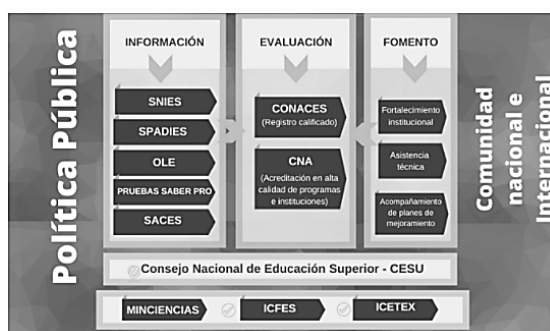 Política Pública
INFORMACIÓN
SNIES
SPADIES
OLE
PRUEBAS SABER PRO
SACES
EVALUACIÓN
CONACES
(Registro calificado)
CNA
(Acreditación en alta
calidad de programas
e instituciones)
FOMENTO
Fortalecimiento
institucional
Asistencia
técnica
Acompañamiento
de planes de
mejoramiento
Comunidad
nacional e
Internacional
Consejo Nacional de Educación Superior - CESU
MINCIENCIAS
ICFES
ICETEX